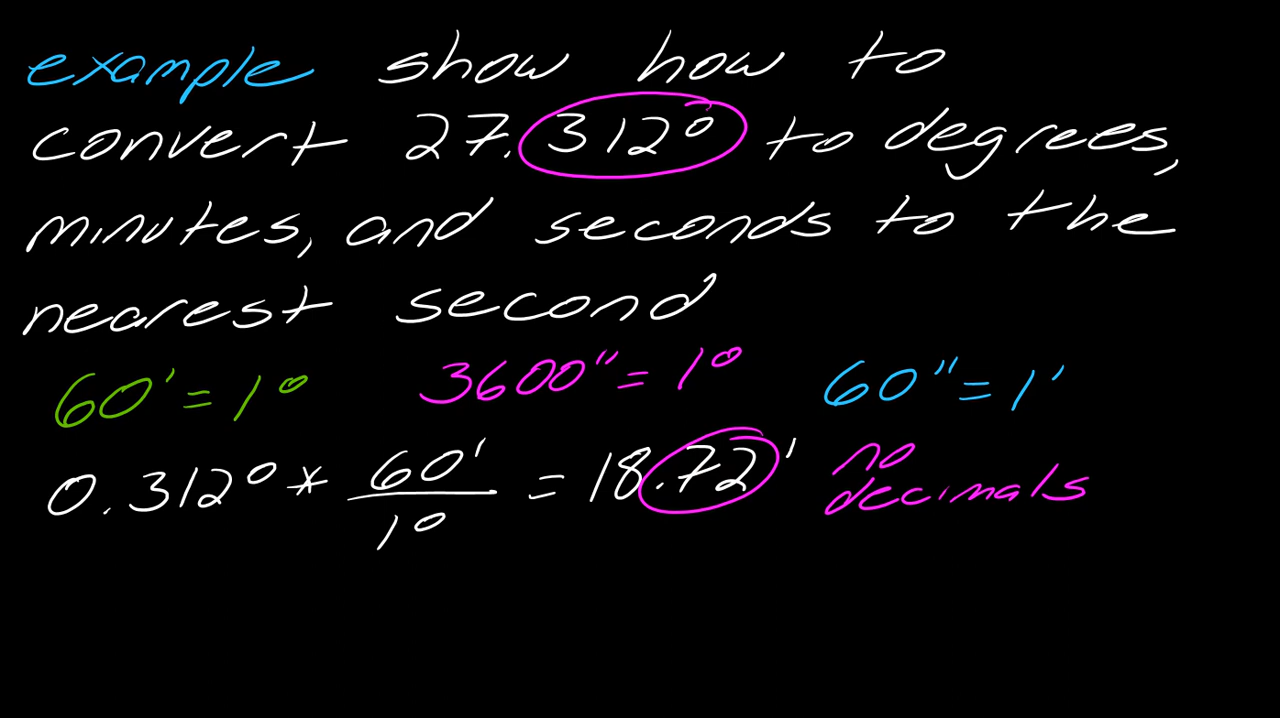 example show how to
convert 27.312° to degrees,
minutes, and seconds to the
nearest second
60' = 1° 3600" = 1° 60" = 1'
0.312° * 60'/1° = 18.72' no decimals